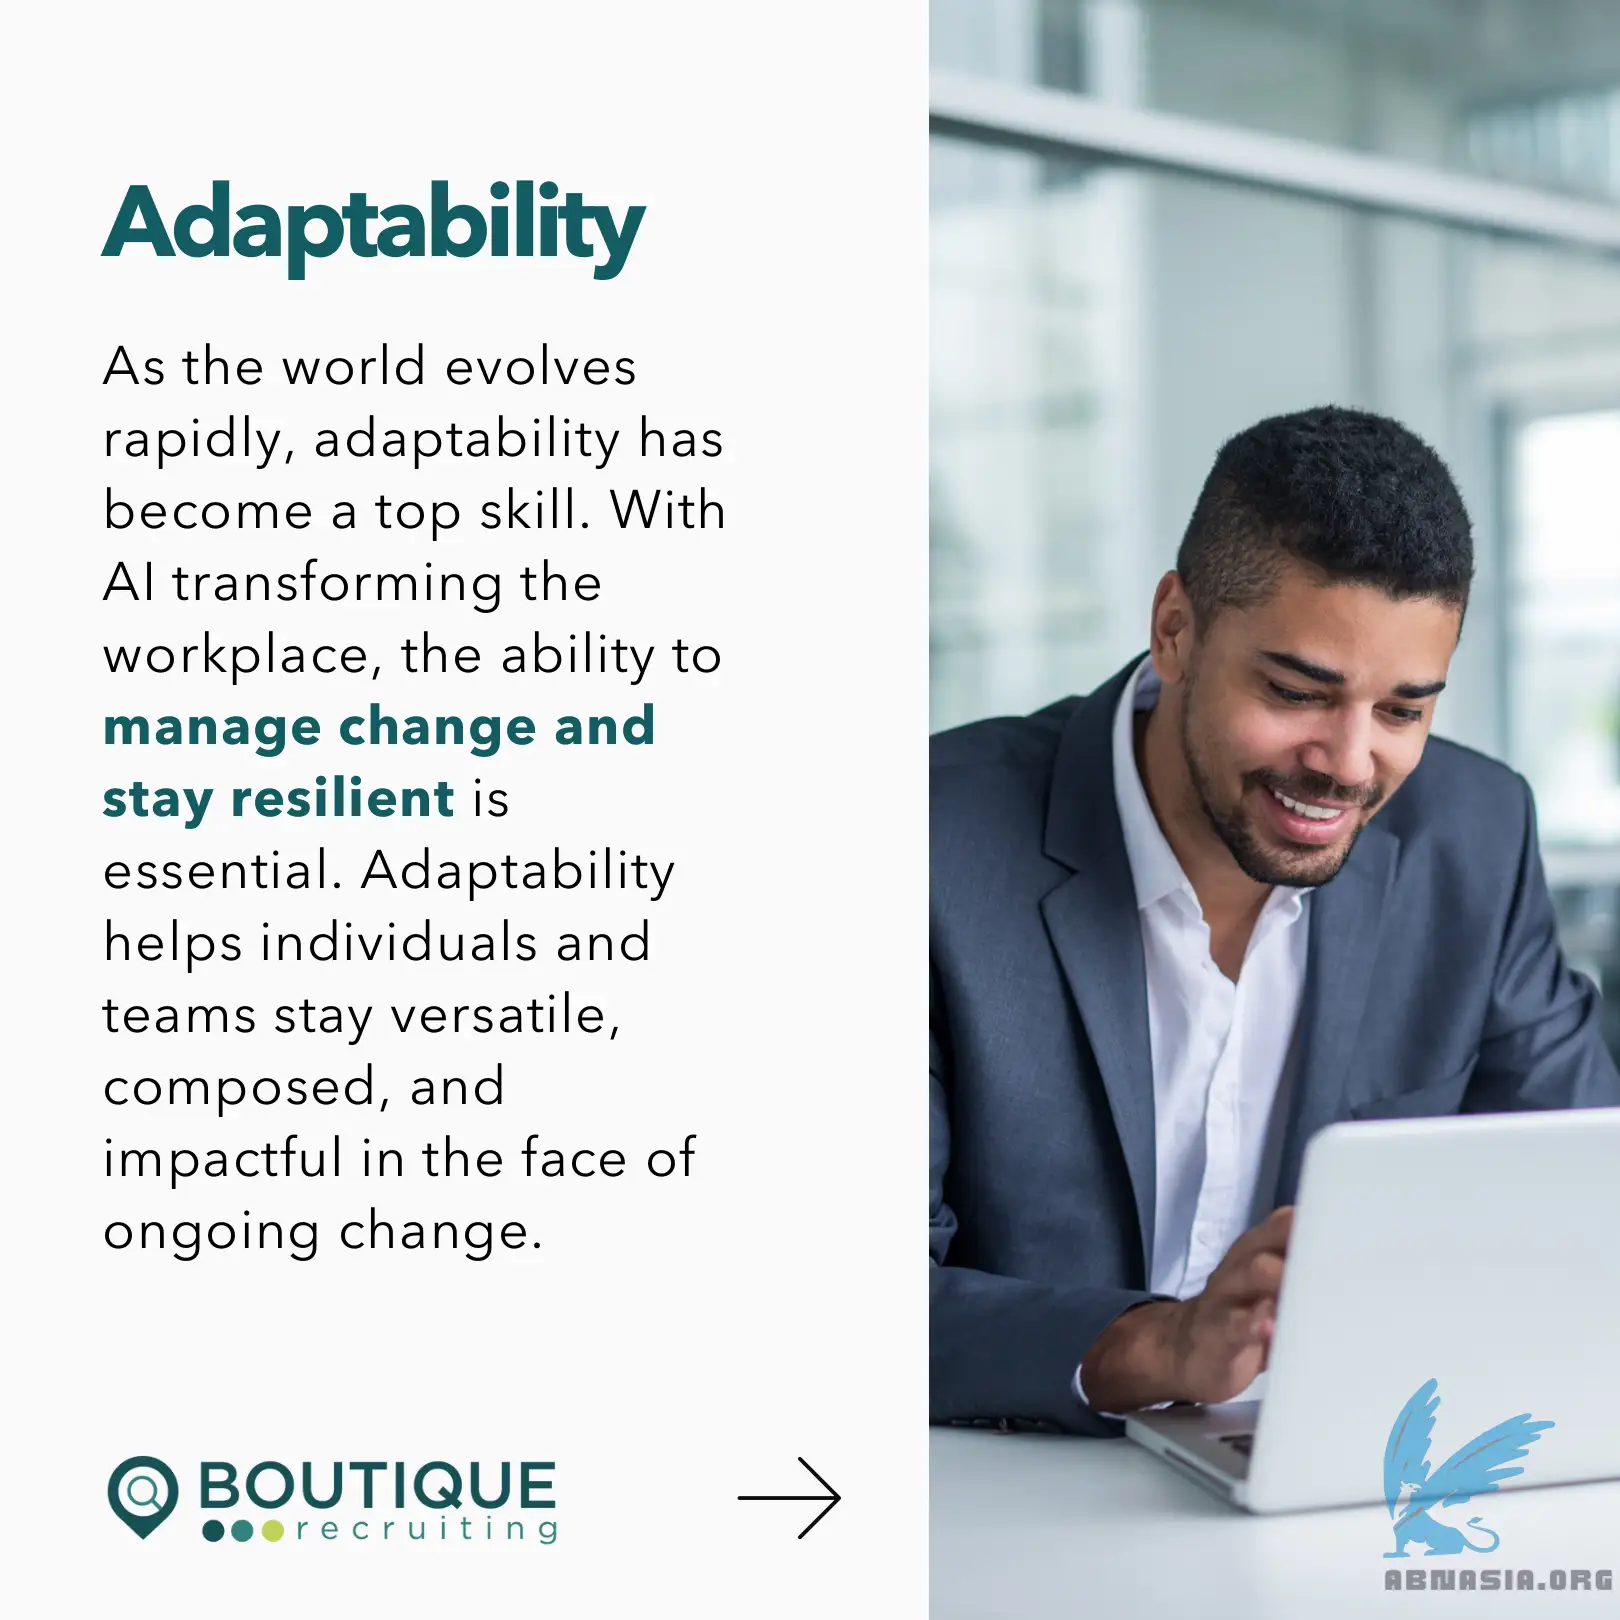 Adaptability
As the world evolves
rapidly, adaptability has
become a top skill. With
AI transforming the
workplace, the ability to
manage change and
stay resilient is
essential. Adaptability
helps individuals and
teams stay versatile,
composed, and
impactful in the face of
ongoing change.
BOUTIQUE
recruiting
ABNASIA.ORG